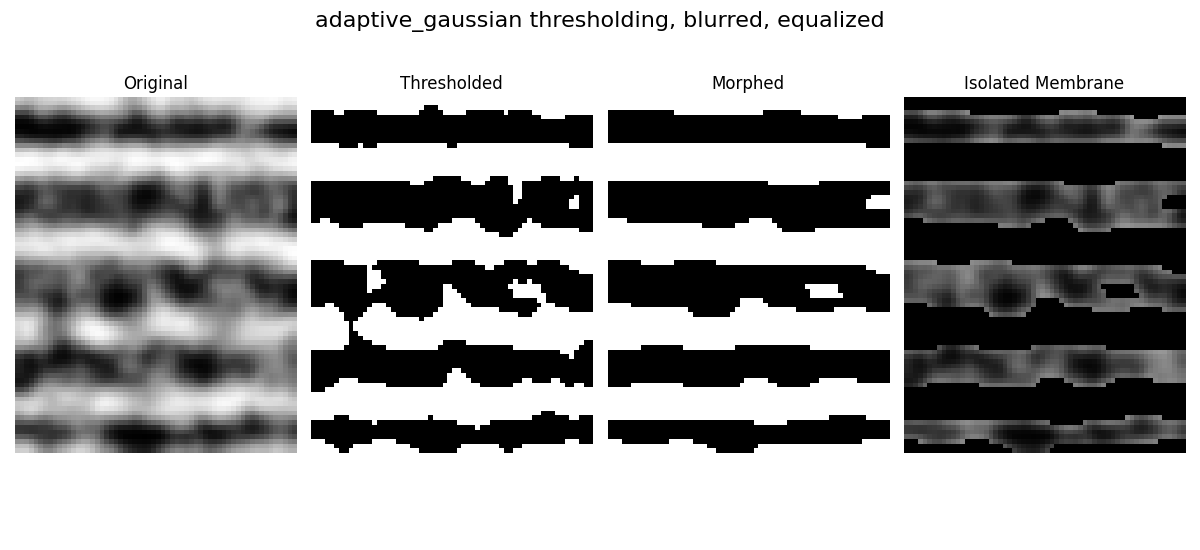 adaptive_gaussian thresholding, blurred, equalized
Original
Thresholded
Morphed
Isolated Membrane